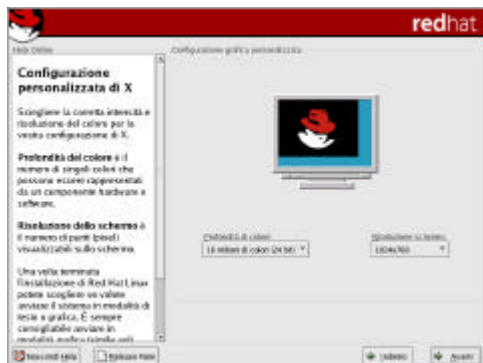 redhat
Help Online
Configurazione grafica personalizzata
Configurazione
personalizzata di X
Scegliere la corretta intensità e
risoluzione del colore per la
vostra configurazione di X.
Profondità del colore è il
numero di singoli colori che
possono essere rappresentati
da un componente hardware o
software.
Risoluzione dello schermo è
il numero di punti (pixel)
visualizzabili sullo schermo.
Una volta terminata
l'installazione di Red Hat Linux
potete scegliere se volete
avviare il sistema in modalità di
testo o grafica. È sempre
consigliabile avviare in
Profondità di colore:
16 milioni di colori (24 bit)
Risoluzione schermo:
1024x768
Nascondi Help
Release Note
Indietro
Avanti